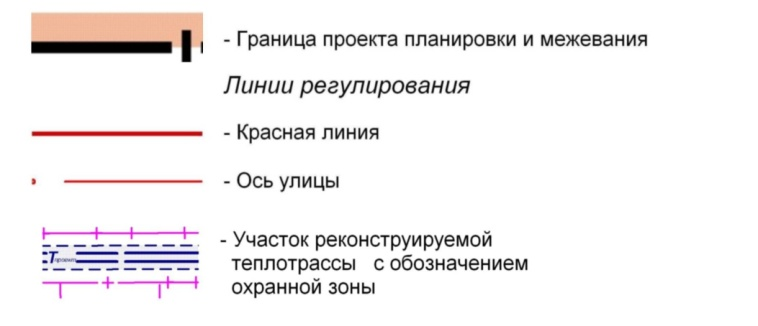 - Граница проекта планировки и межевания
Линии регулирования
- Красная линия
- Ось улицы
- Участок реконструируемой
теплотрассы с обозначением
охранной зоны